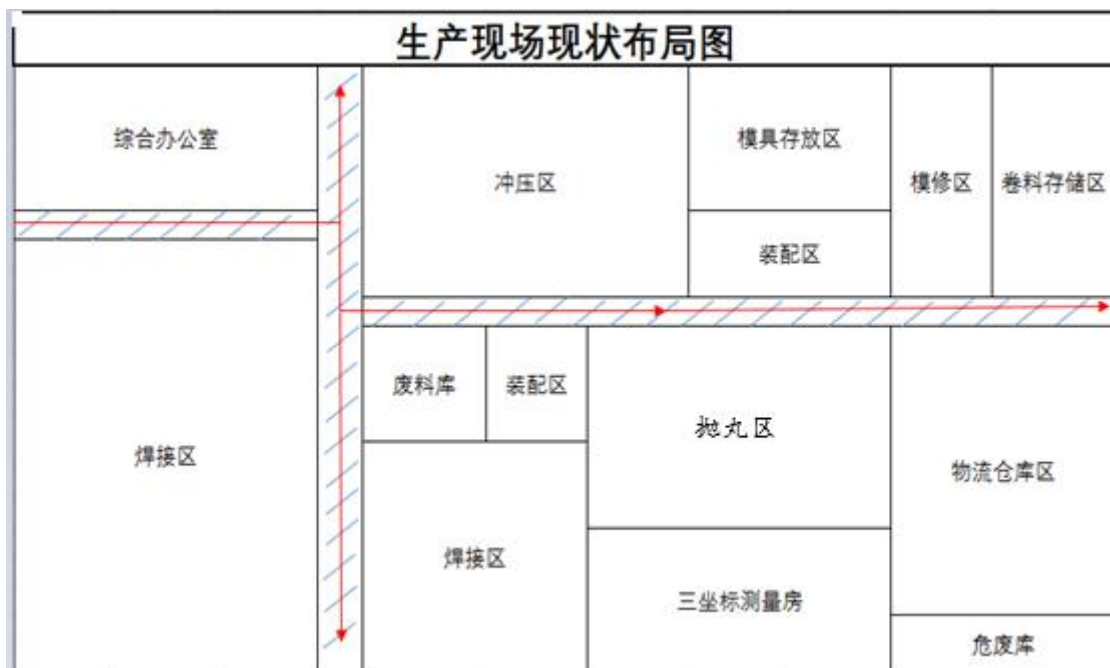 生产现场现状布局图
综合办公室
冲压区
模具存放区
模修区
卷料存储区
装配区
废料库
装配区
抛丸区
焊接区
物流仓库区
焊接区
三坐标测量房
危废库